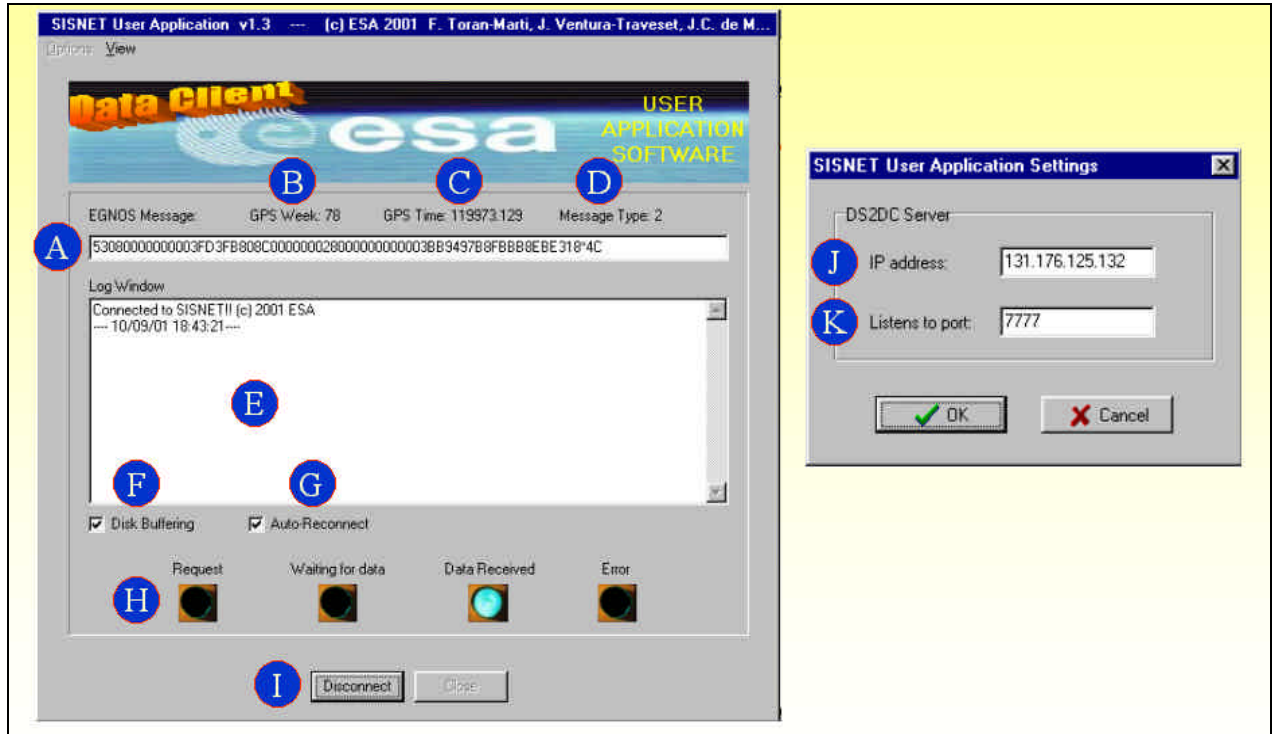 SISNET User Application v1.3 --- (c) ESA 2001 F. Toran-Marti, J. Ventura-Traveset, J.C. de M...
Options View
Data Client
esa
USER
APPLICATION
SOFTWARE
B C D
EGNOS Message: GPS Week: 78 GPS Time: 119973.129 Message Type: 2
A
53080000000003FD3FB808C00000002800000000003BB9497B8FBBB8EBE318*4C
Log Window
Connected to SISNET!! (c) 2001 ESA
---- 10/09/01 18:43:21----
E
F G
Disk Buffering Auto-Reconnect
Request Waiting for data Data Received Error
H
I Disconnect Close
SISNET User Application Settings
DS2DC Server
J IP address: 131.176.125.132
K Listens to port: 7777
OK Cancel